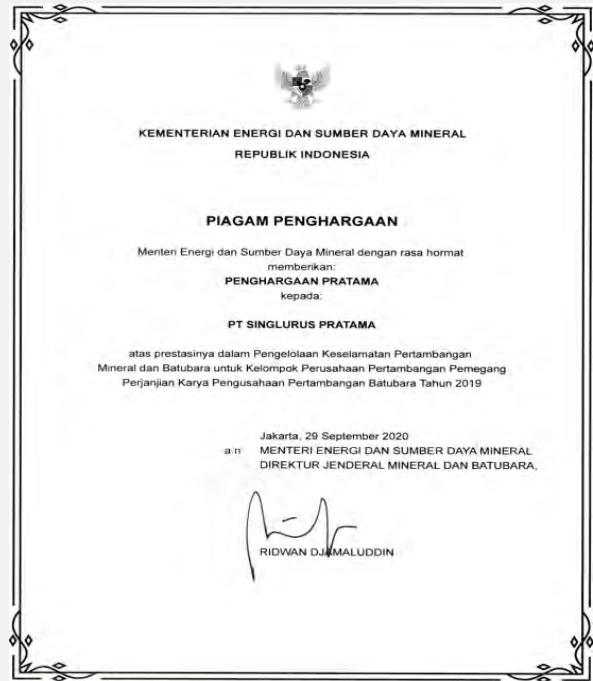 KEMENTERIAN ENERGI DAN SUMBER DAYA MINERAL
REPUBLIK INDONESIA
PIAGAM PENGHARGAAN
Menteri Energi dan Sumber Daya Mineral dengan rasa hormat
memberikan:
PENGHARGAAN PRATAMA
kepada:
PT SINGLURUS PRATAMA
atas prestasinya dalam Pengelolaan Keselamatan Pertambangan
Mineral dan Batubara untuk Kelompok Perusahaan Pertambangan Pemegang
Perjanjian Karya Pengusahaan Pertambangan Batubara Tahun 2019
Jakarta, 29 September 2020
a.n MENTERI ENERGI DAN SUMBER DAYA MINERAL
DIREKTUR JENDERAL MINERAL DAN BATUBARA,
RIDWAN DJAMALUDDIN